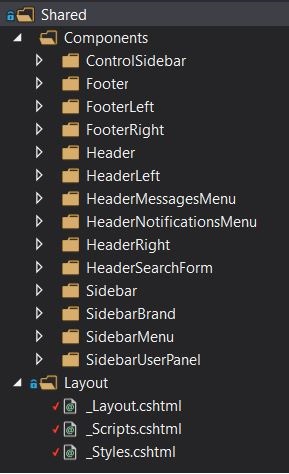 Shared
Components
ControlSidebar
Footer
FooterLeft
FooterRight
Header
HeaderLeft
HeaderMessagesMenu
HeaderNotificationsMenu
HeaderRight
HeaderSearchForm
Sidebar
SidebarBrand
SidebarMenu
SidebarUserPanel
Layout
_Layout.cshtml
_Scripts.cshtml
_Styles.cshtml